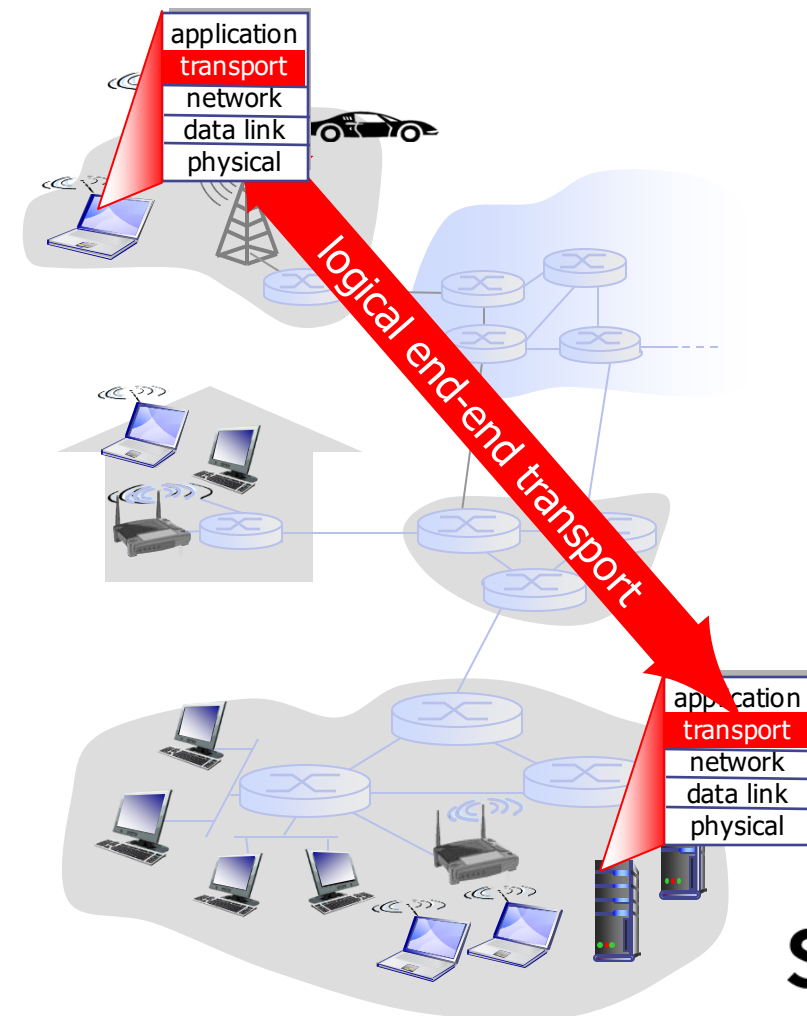 application
transport
network
data link
physical
logical end-end transport
application
transport
network
data link
physical
S